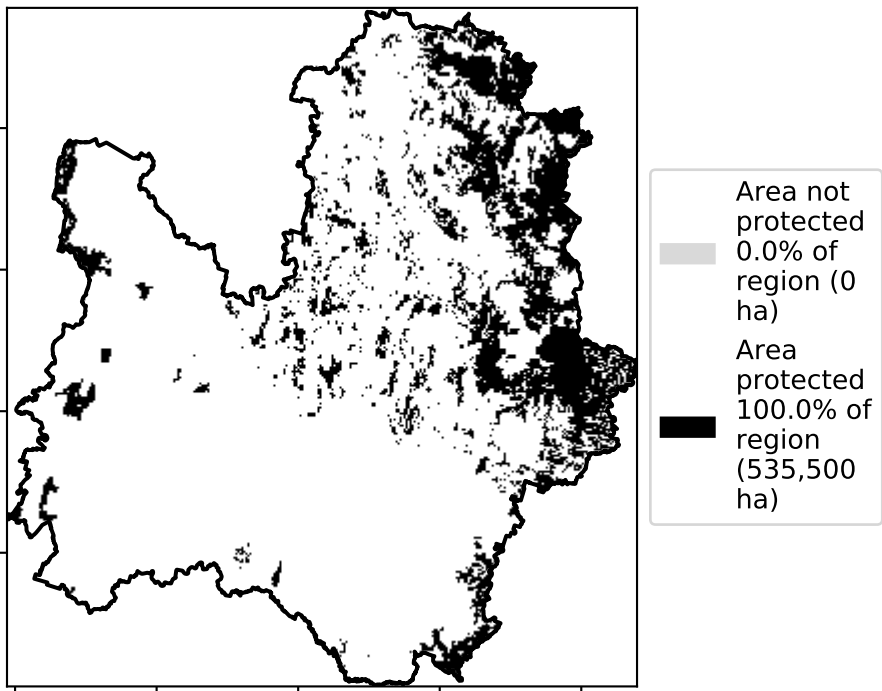 Area not
protected
0.0% of
region (0
ha)
Area
protected
100.0% of
region
(535,500
ha)